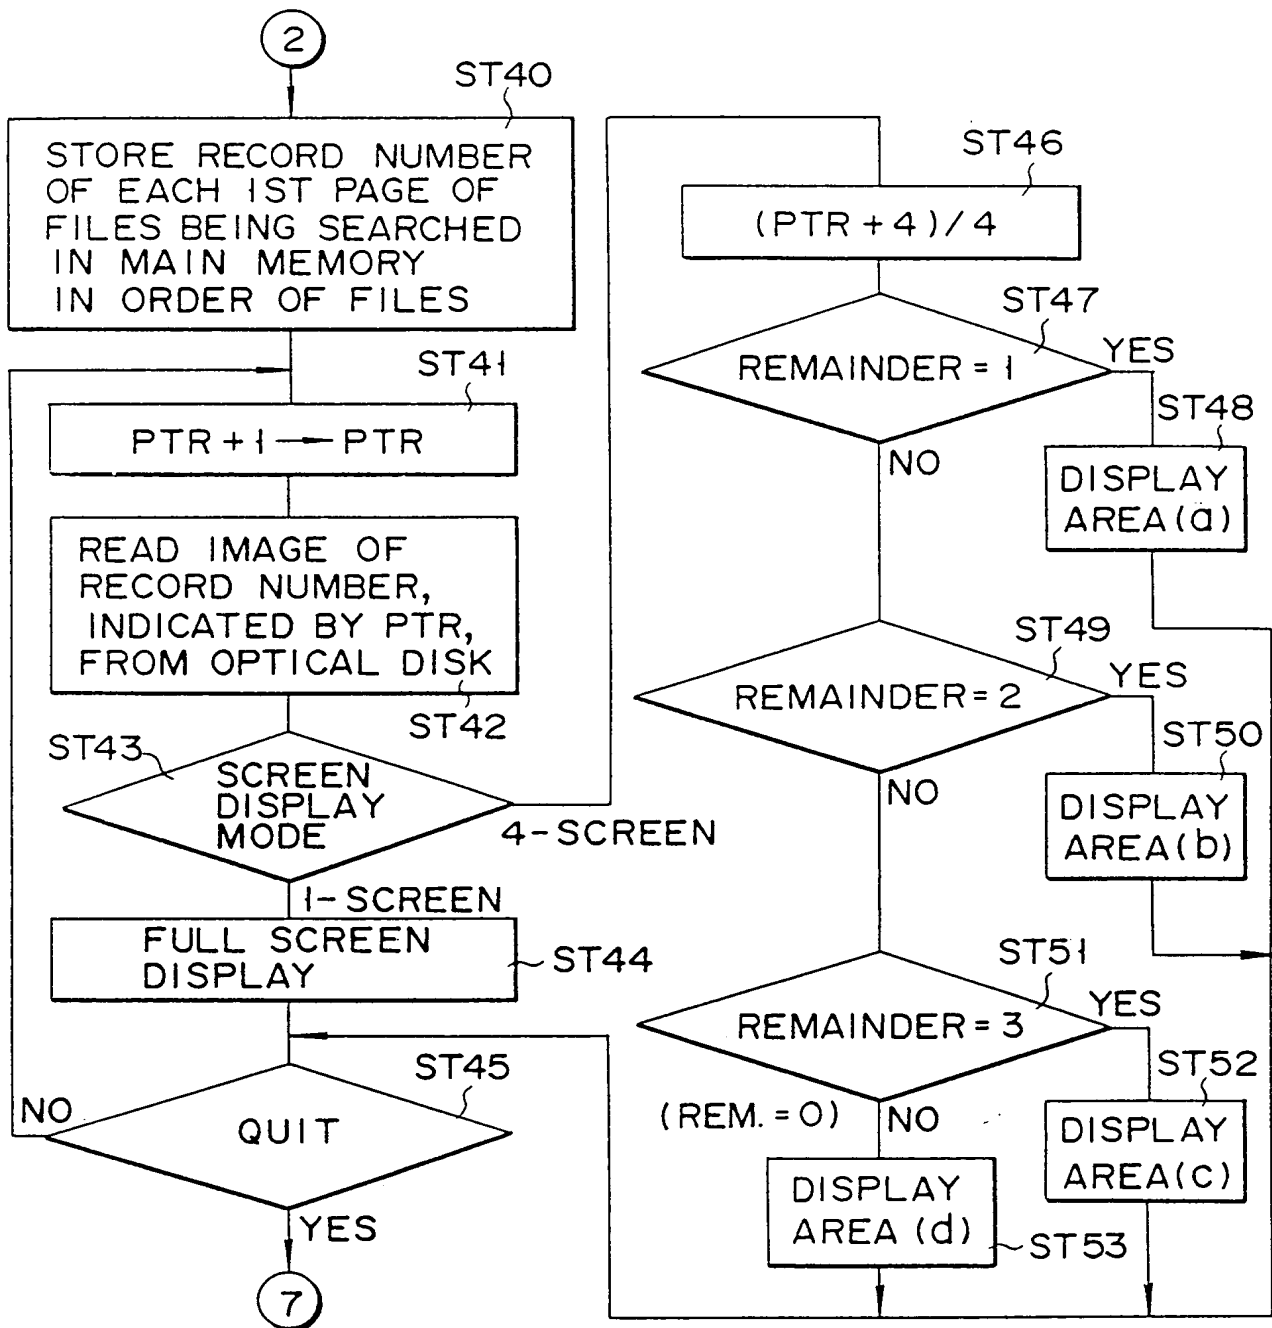 2
ST40
STORE RECORD NUMBER
OF EACH 1ST PAGE OF
FILES BEING SEARCHED
IN MAIN MEMORY
IN ORDER OF FILES
ST41
PTR + 1 → PTR
READ IMAGE OF
RECORD NUMBER,
INDICATED BY PTR,
FROM OPTICAL DISK
ST42
ST43
SCREEN
DISPLAY
MODE
4-SCREEN
1-SCREEN
FULL SCREEN
DISPLAY
ST44
ST45
NO
QUIT
YES
7
ST46
(PTR + 4)/4
ST47
REMAINDER = 1
YES
NO
ST48
DISPLAY
AREA(a)
ST49
REMAINDER = 2
YES
NO
ST50
DISPLAY
AREA(b)
ST51
REMAINDER = 3
YES
(REM. = 0)
NO
ST52
DISPLAY
AREA(c)
DISPLAY
AREA (d)
ST53